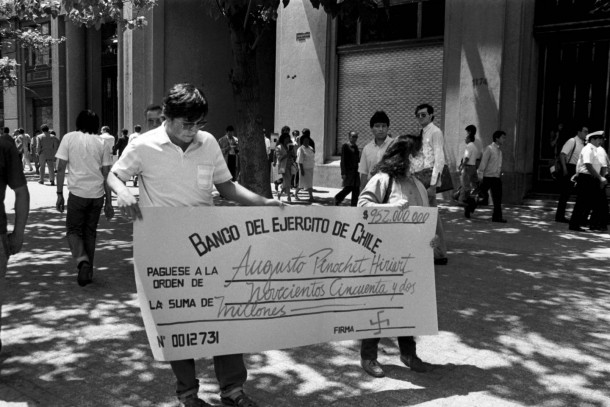 $952.000.000
BANCO DEL EJERCITO DE CHILE
PAGUESE A LA
ORDEN DE Augusto Pinochet Hiriart
LA SUMA DE Novecientos Cincuenta y dos
millones
Nº 0012731 FIRMA